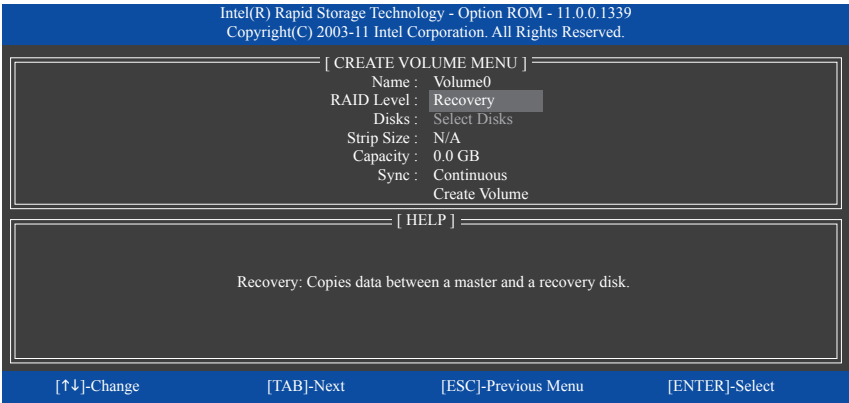 Intel(R) Rapid Storage Technology - Option ROM - 11.0.0.1339
Copyright(C) 2003-11 Intel Corporation. All Rights Reserved.
[ CREATE VOLUME MENU ]
Name : Volume0
RAID Level : Recovery
Disks : Select Disks
Strip Size : N/A
Capacity : 0.0 GB
Sync : Continuous
Create Volume
[ HELP ]
Recovery: Copies data between a master and a recovery disk.
[↑↓]-Change [TAB]-Next [ESC]-Previous Menu [ENTER]-Select